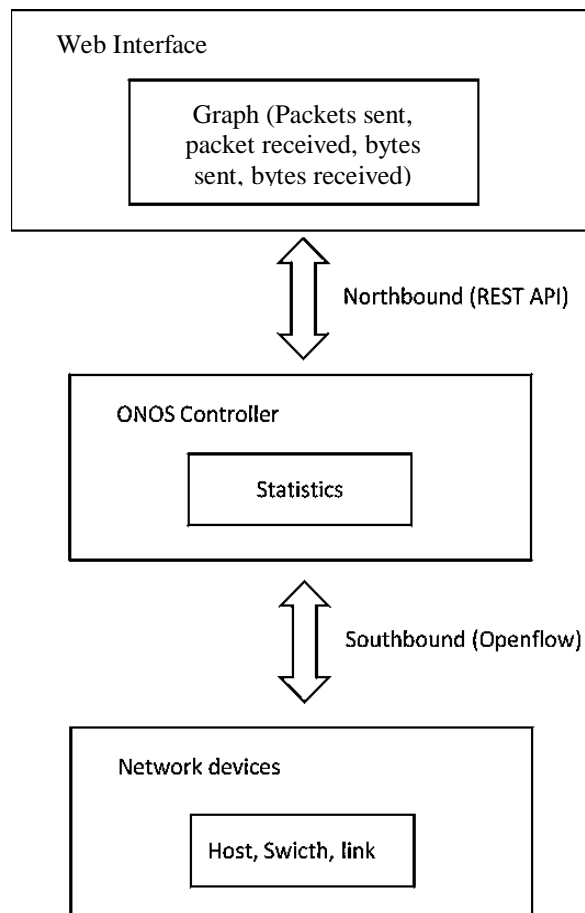 Web Interface
Graph (Packets sent,
packet received, bytes
sent, bytes received)
Northbound (REST API)
ONOS Controller
Statistics
Southbound (Openflow)
Network devices
Host, Swicth, link